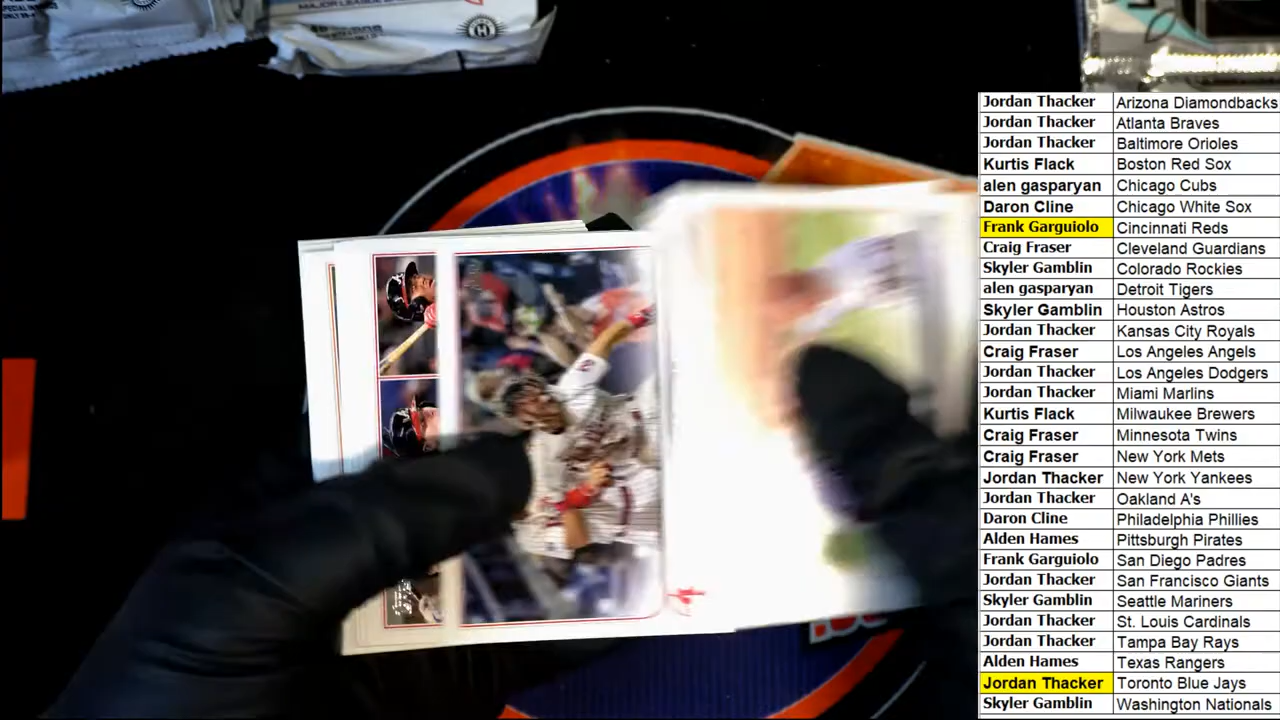 MAJOR LEAGUE
Jordan Thacker Arizona Diamondbacks
Jordan Thacker Atlanta Braves
Jordan Thacker Baltimore Orioles
Kurtis Flack Boston Red Sox
alen gasparyan Chicago Cubs
Daron Cline Chicago White Sox
Frank Garguiolo Cincinnati Reds
Craig Fraser Cleveland Guardians
Skyler Gamblin Colorado Rockies
alen gasparyan Detroit Tigers
Skyler Gamblin Houston Astros
Jordan Thacker Kansas City Royals
Craig Fraser Los Angeles Angels
Jordan Thacker Los Angeles Dodgers
Jordan Thacker Miami Marlins
Kurtis Flack Milwaukee Brewers
Craig Fraser Minnesota Twins
Craig Fraser New York Mets
Jordan Thacker New York Yankees
Jordan Thacker Oakland A's
Daron Cline Philadelphia Phillies
Alden Hames Pittsburgh Pirates
Frank Garguiolo San Diego Padres
Jordan Thacker San Francisco Giants
Skyler Gamblin Seattle Mariners
Jordan Thacker St. Louis Cardinals
Jordan Thacker Tampa Bay Rays
Alden Hames Texas Rangers
Jordan Thacker Toronto Blue Jays
Skyler Gamblin Washington Nationals